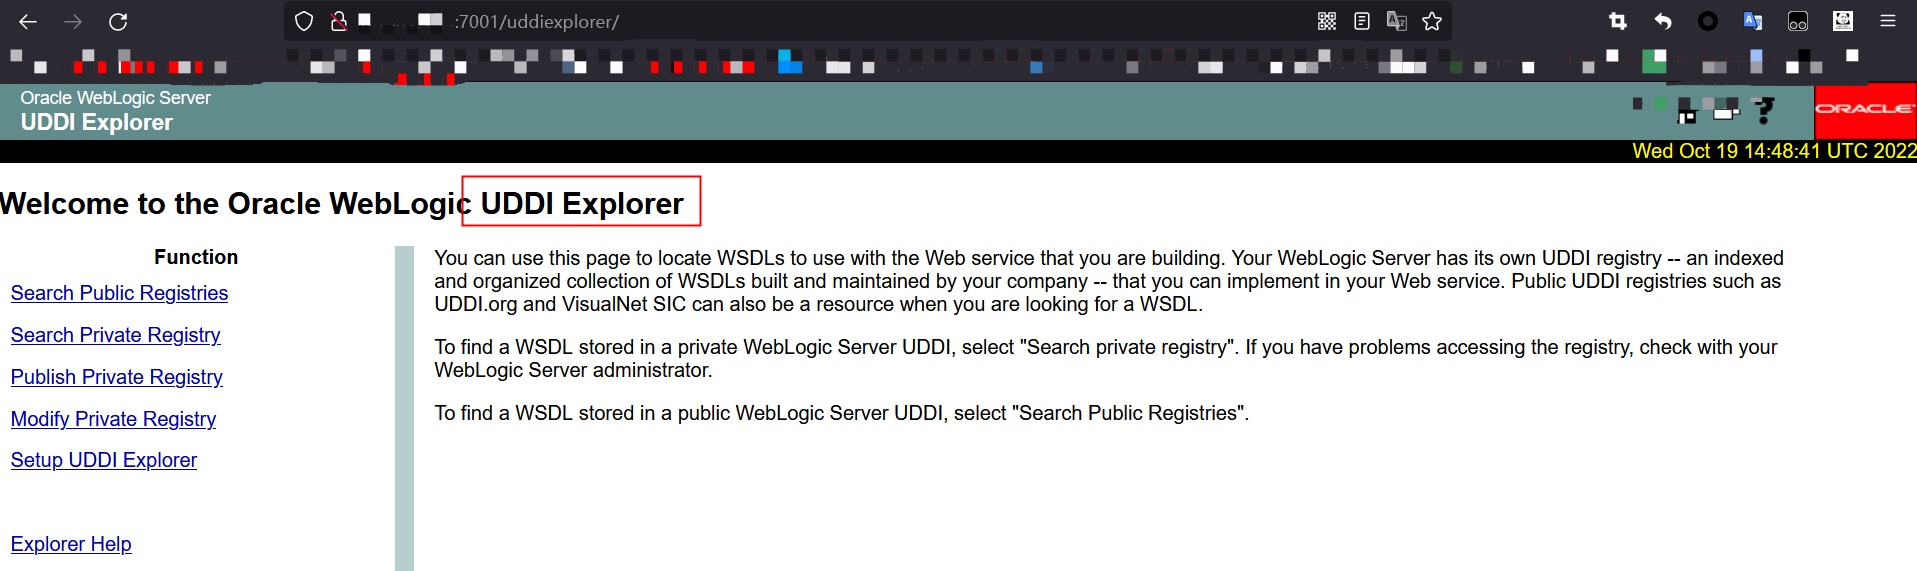 :7001/uddiexplorer/
Oracle WebLogic Server
UDDI Explorer
?
ORACLE
Wed Oct 19 14:48:41 UTC 2022
Welcome to the Oracle WebLogic UDDI Explorer
Function
Search Public Registries
Search Private Registry
Publish Private Registry
Modify Private Registry
Setup UDDI Explorer
Explorer Help
You can use this page to locate WSDLs to use with the Web service that you are building. Your WebLogic Server has its own UDDI registry -- an indexed
and organized collection of WSDLs built and maintained by your company -- that you can implement in your Web service. Public UDDI registries such as
UDDI.org and VisualNet SIC can also be a resource when you are looking for a WSDL.
To find a WSDL stored in a private WebLogic Server UDDI, select "Search private registry". If you have problems accessing the registry, check with your
WebLogic Server administrator.
To find a WSDL stored in a public WebLogic Server UDDI, select "Search Public Registries".